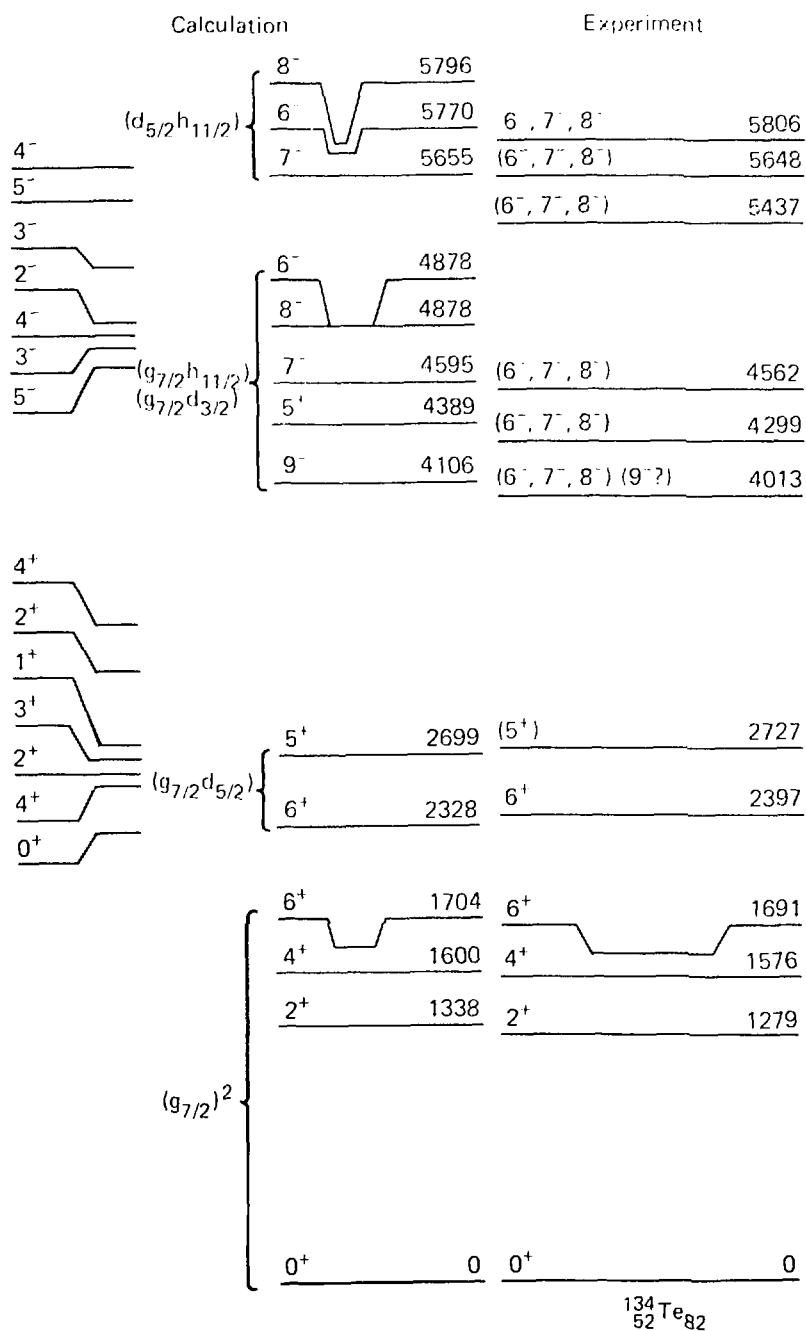 Calculation Experiment
8⁻ 5796
(d5/2h11/2) 6⁻ 5770 6⁻, 7⁻, 8⁻ 5806
4⁻ 7⁻ 5655 (6⁻, 7⁻, 8⁻) 5648
5⁻ (6⁻, 7⁻, 8⁻) 5437
3⁻
2⁻ 6⁻ 4878
4⁻ 8⁻ 4878
3⁻ (g7/2h11/2) 7⁻ 4595 (6⁻, 7⁻, 8⁻) 4562
5⁻ (g7/2d3/2) 5⁺ 4389 (6⁻, 7⁻, 8⁻) 4299
9⁻ 4106 (6⁻, 7⁻, 8⁻) (9⁻?) 4013
4⁺
2⁺
1⁺
3⁺ 5⁺ 2699 (5⁺) 2727
2⁺ (g7/2d5/2)
4⁺ 6⁺ 2328 6⁺ 2397
0⁺
6⁺ 1704 6⁺ 1691
4⁺ 1600 4⁺ 1576
2⁺ 1338 2⁺ 1279
(g7/2)²
0⁺ 0 0⁺ 0
¹³⁴₅₂Te₈₂